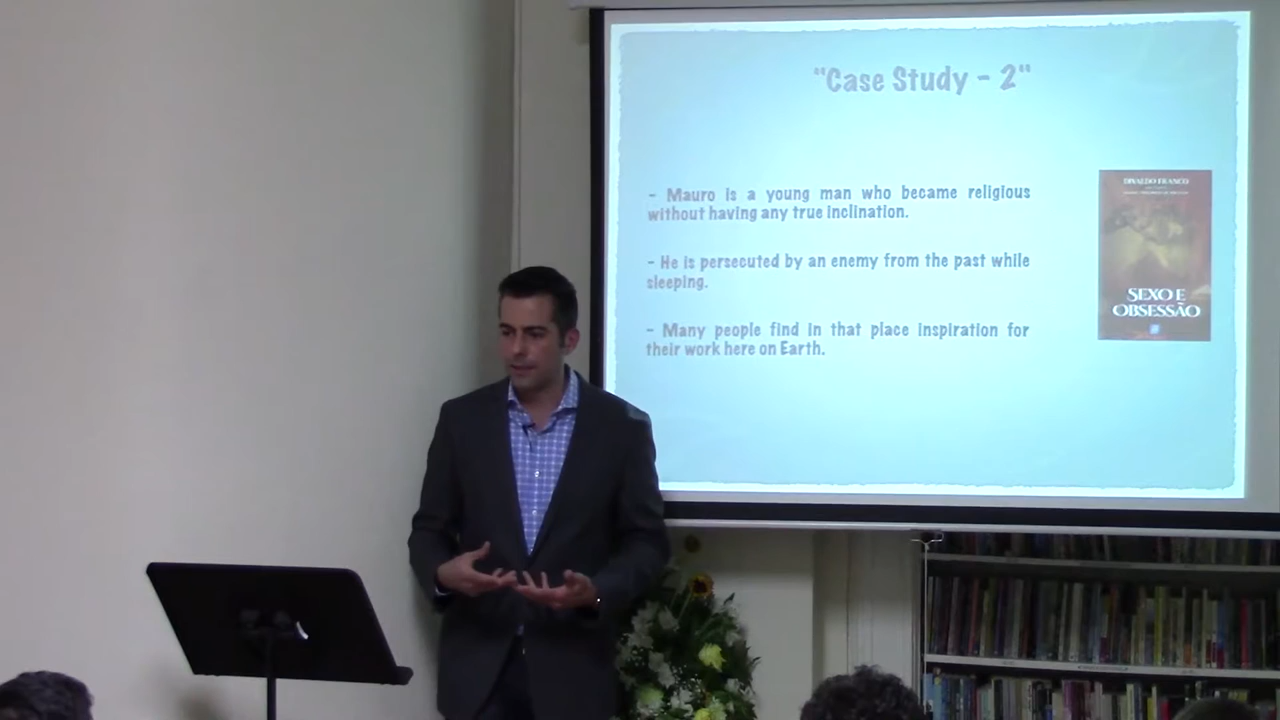 "Case Study - 2"
- Mauro is a young man who became religious
without having any true inclination.
- He is persecuted by an enemy from the past while
sleeping.
- Many people find in that place inspiration for
their work here on Earth.
DIVALDO FRANCO
SEXO E
OBSESSÃO